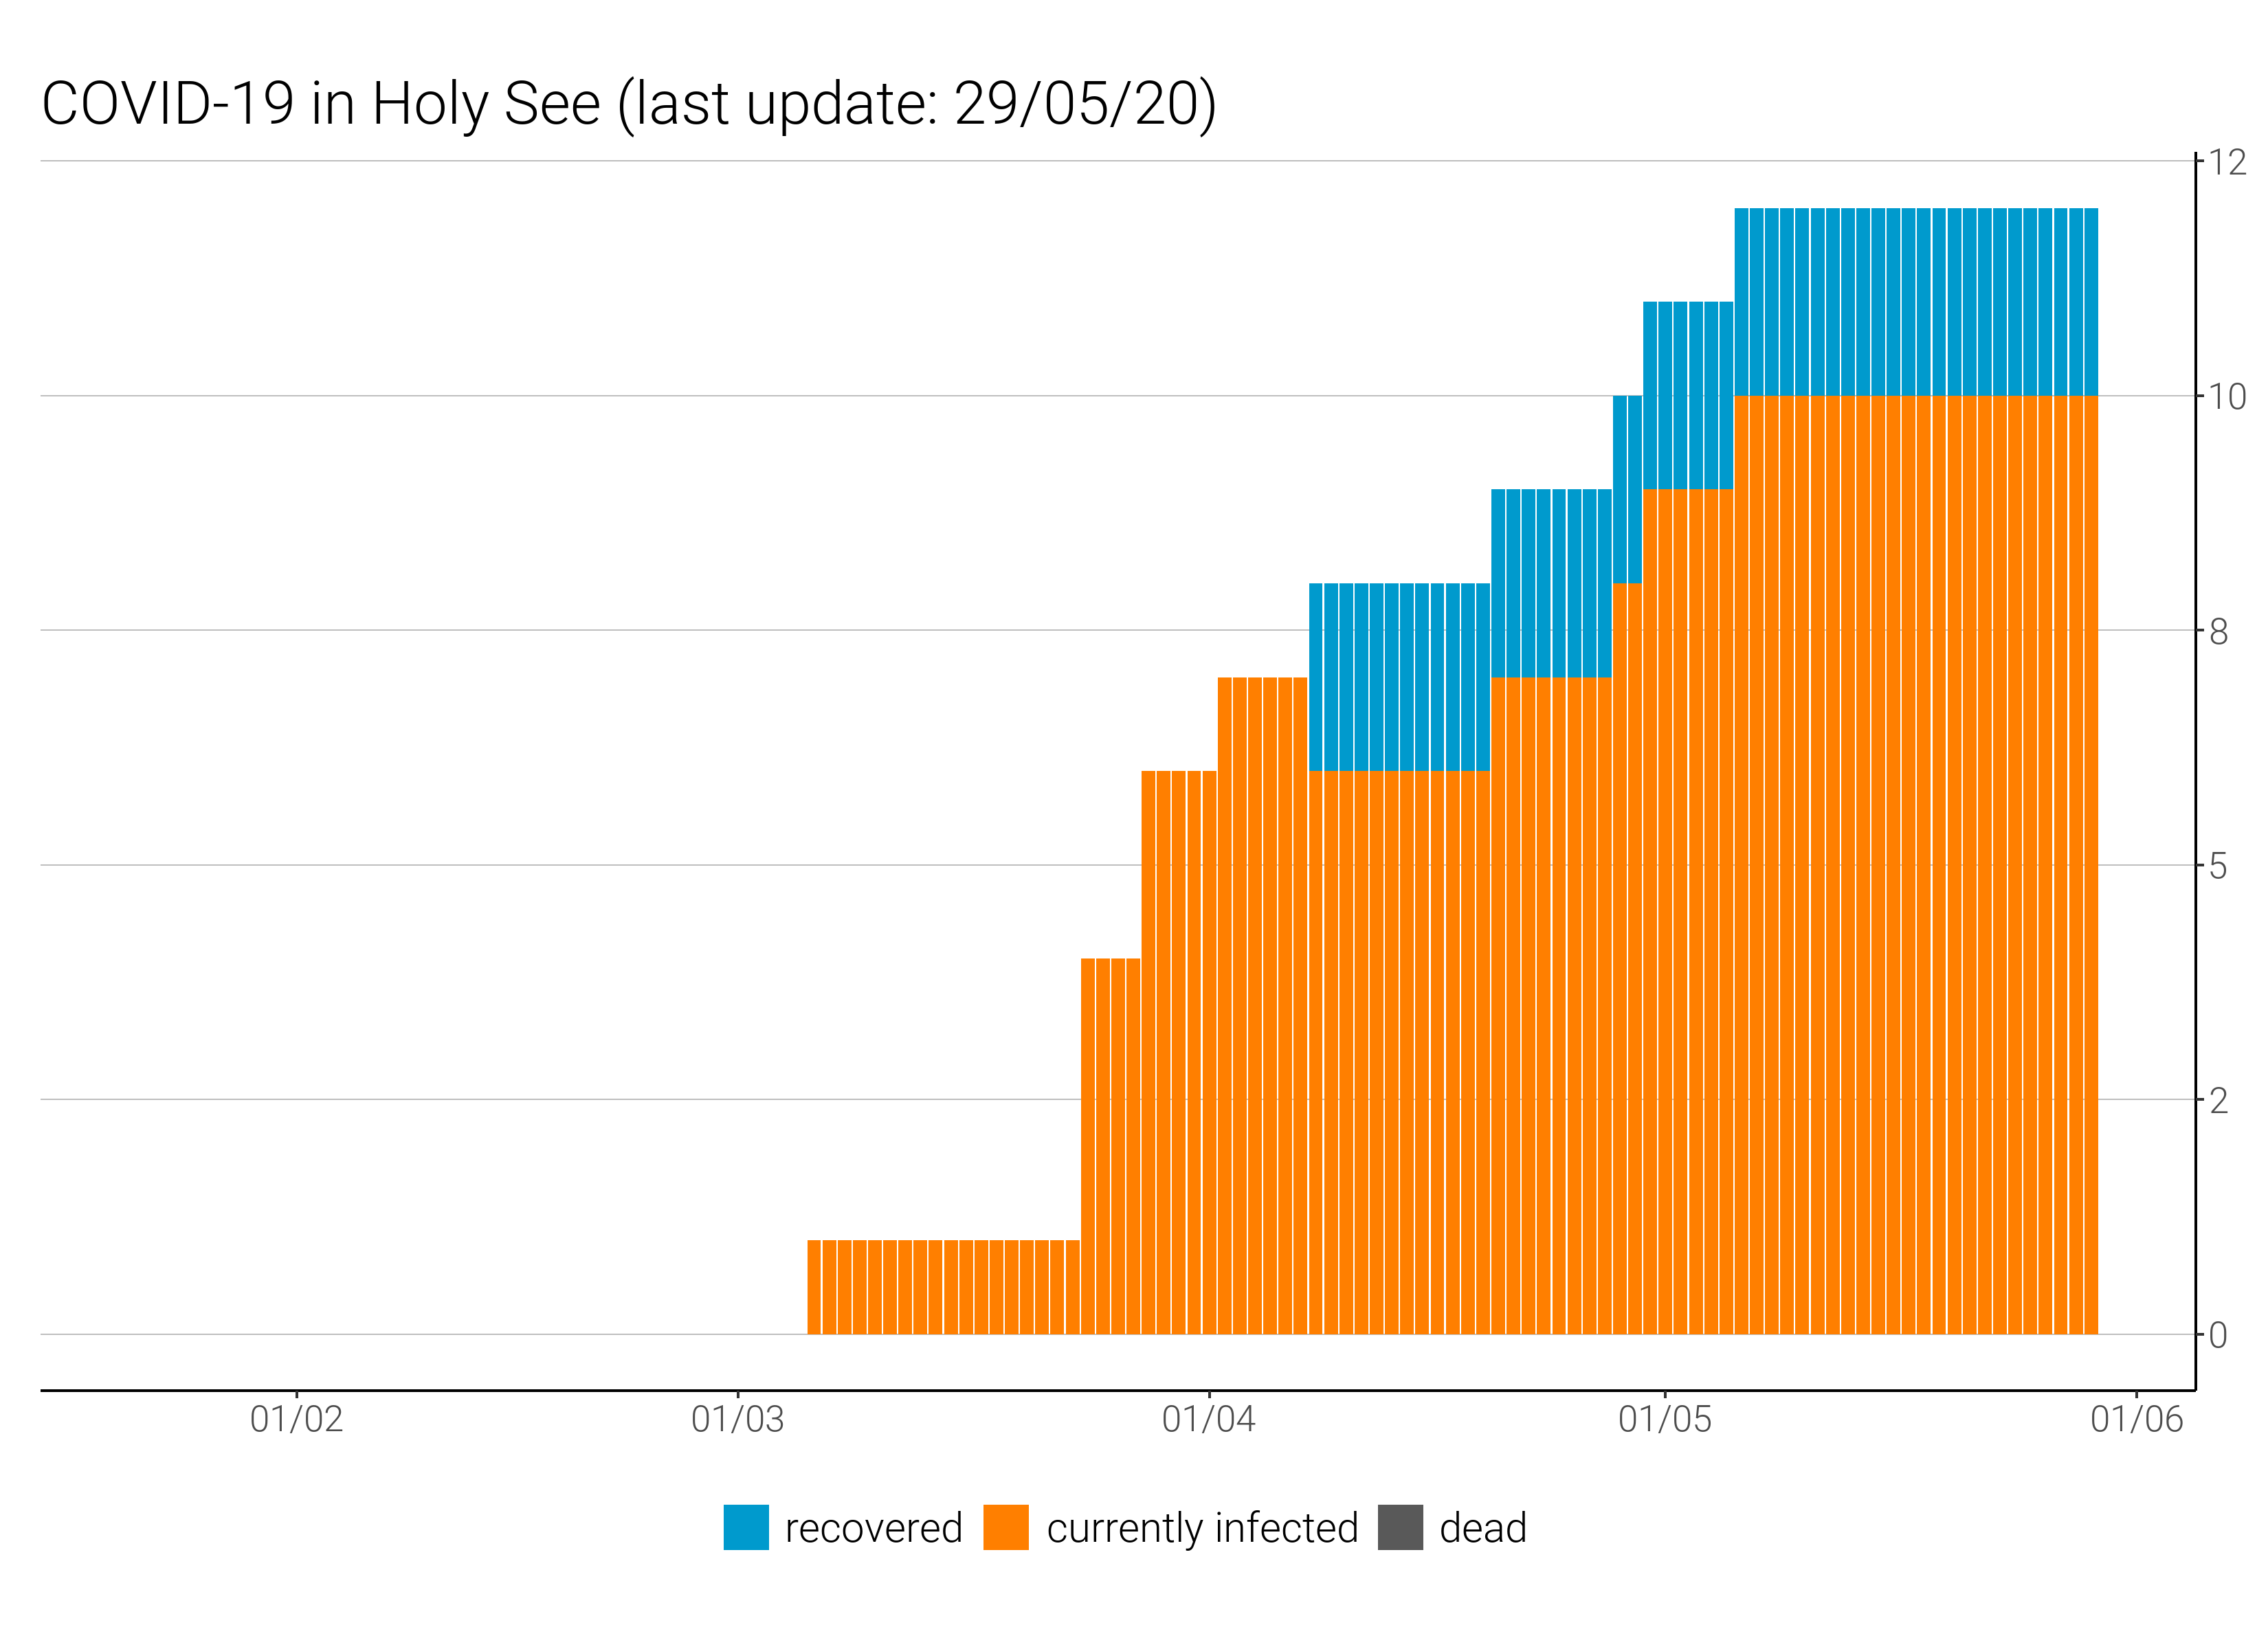 COVID-19 in Holy See (last update: 29/05/20)
12
10
8
5
2
0
01/02 01/03 01/04 01/05 01/06
recovered currently infected dead